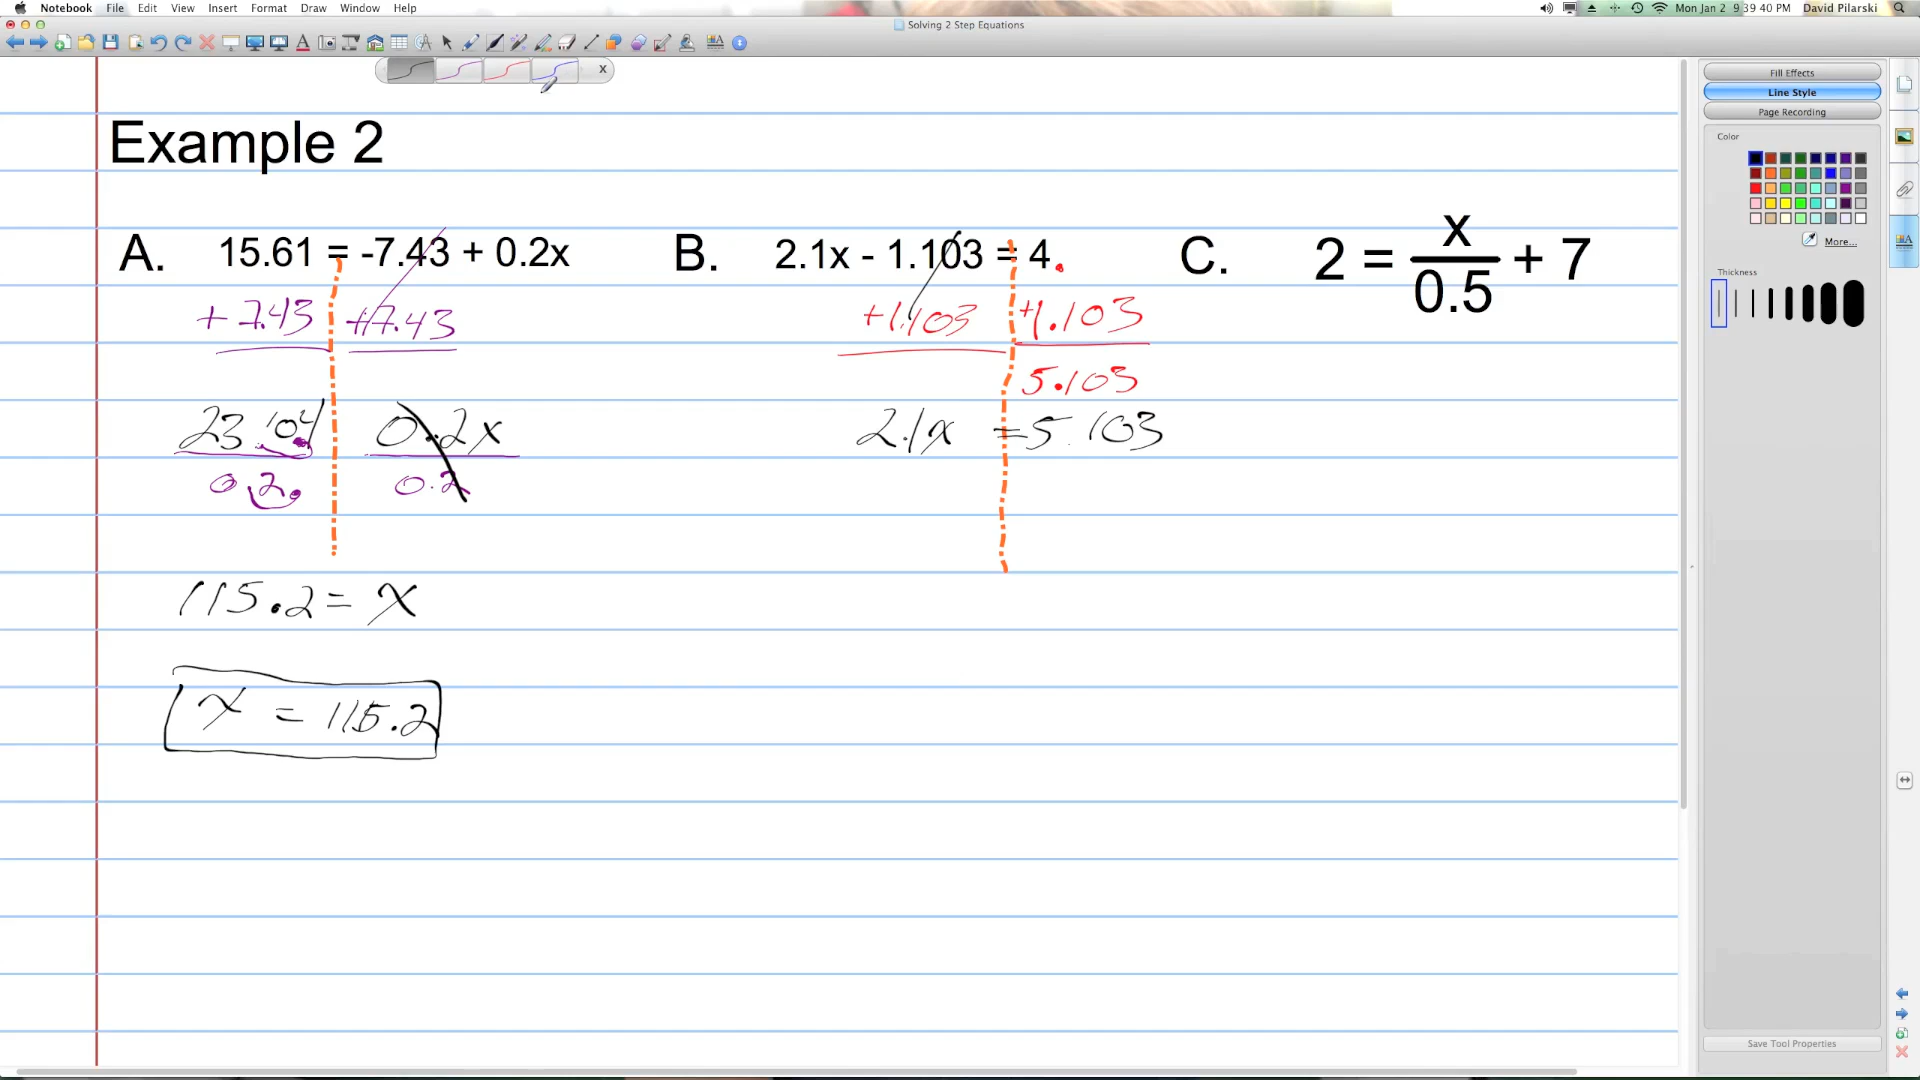 Notebook File Edit View Insert Format Draw Window Help Mon Jan 2 9:39:40 PM David Pilarski
Solving 2 Step Equations
x
Fill Effects
Line Style
Page Recording
Color
More...
Thickness
Save Tool Properties
Example 2
A. 15.61 = -7.43 + 0.2x
+7.43 +7.43
23.04 0.2x
0.2. 0.2
115.2 = x
x = 115.2
B. 2.1x - 1.103 = 4.
+1.103 +1.103
5.103
2.1x = 5.103
C. 2 = x/0.5 + 7